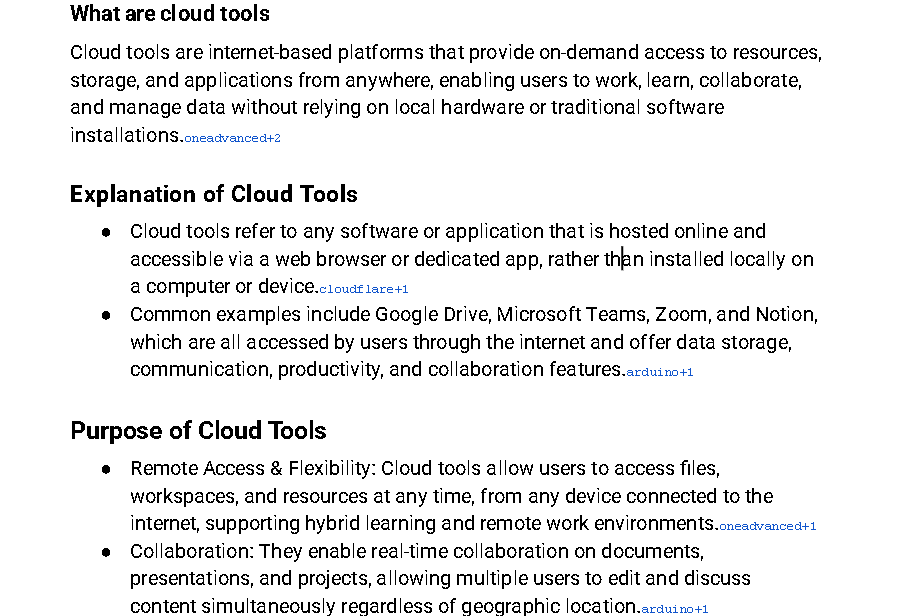 What are cloud tools
Cloud tools are internet-based platforms that provide on-demand access to resources,
storage, and applications from anywhere, enabling users to work, learn, collaborate,
and manage data without relying on local hardware or traditional software
installations.oneadvanced+2
Explanation of Cloud Tools
● Cloud tools refer to any software or application that is hosted online and
accessible via a web browser or dedicated app, rather than installed locally on
a computer or device.cloudflare+1
● Common examples include Google Drive, Microsoft Teams, Zoom, and Notion,
which are all accessed by users through the internet and offer data storage,
communication, productivity, and collaboration features.arduino+1
Purpose of Cloud Tools
● Remote Access & Flexibility: Cloud tools allow users to access files,
workspaces, and resources at any time, from any device connected to the
internet, supporting hybrid learning and remote work environments.oneadvanced+1
● Collaboration: They enable real-time collaboration on documents,
presentations, and projects, allowing multiple users to edit and discuss
content simultaneously regardless of geographic location.arduino+1